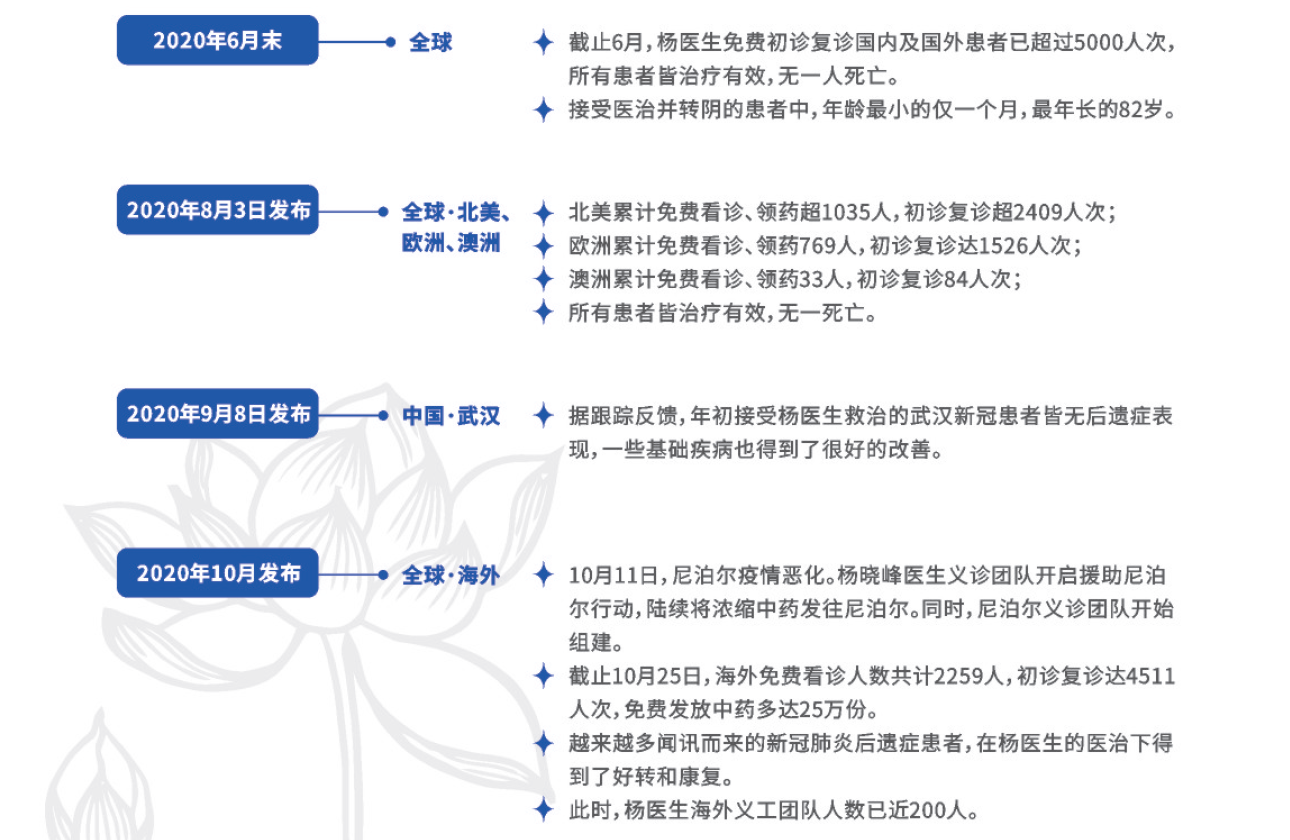 2020年6月末
全球
截止6月，杨医生免费初诊复诊国内及国外患者已超过5000人次，
所有患者皆治疗有效，无一人死亡。
接受医治并转阴的患者中，年龄最小的仅一个月，最年长的82岁。
2020年8月3日发布
全球·北美、
欧洲、澳洲
北美累计免费看诊、领药超1035人，初诊复诊超2409人次；
欧洲累计免费看诊、领药769人，初诊复诊达1526人次；
澳洲累计免费看诊、领药33人，初诊复诊84人次；
所有患者皆治疗有效，无一死亡。
2020年9月8日发布
中国·武汉
据跟踪反馈，年初接受杨医生救治的武汉新冠患者皆无后遗症表
现，一些基础疾病也得到了很好的改善。
2020年10月发布
全球·海外
10月11日，尼泊尔疫情恶化。杨晓峰医生义诊团队开启援助尼泊
尔行动，陆续将浓缩中药发往尼泊尔。同时，尼泊尔义诊团队开始
组建。
截止10月25日，海外免费看诊人数共计2259人，初诊复诊达4511
人次，免费发放中药多达25万份。
越来越多闻讯而来的新冠肺炎后遗症患者，在杨医生的医治下得
到了好转和康复。
此时，杨医生海外义工团队人数已近200人。